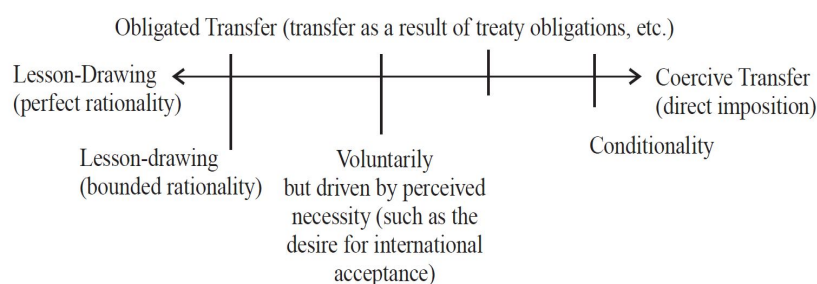 Obligated Transfer (transfer as a result of treaty obligations, etc.)
Lesson-Drawing
(perfect rationality)
Coercive Transfer
(direct imposition)
Lesson-drawing
(bounded rationality)
Voluntarily
but driven by perceived
necessity (such as the
desire for international
acceptance)
Conditionality